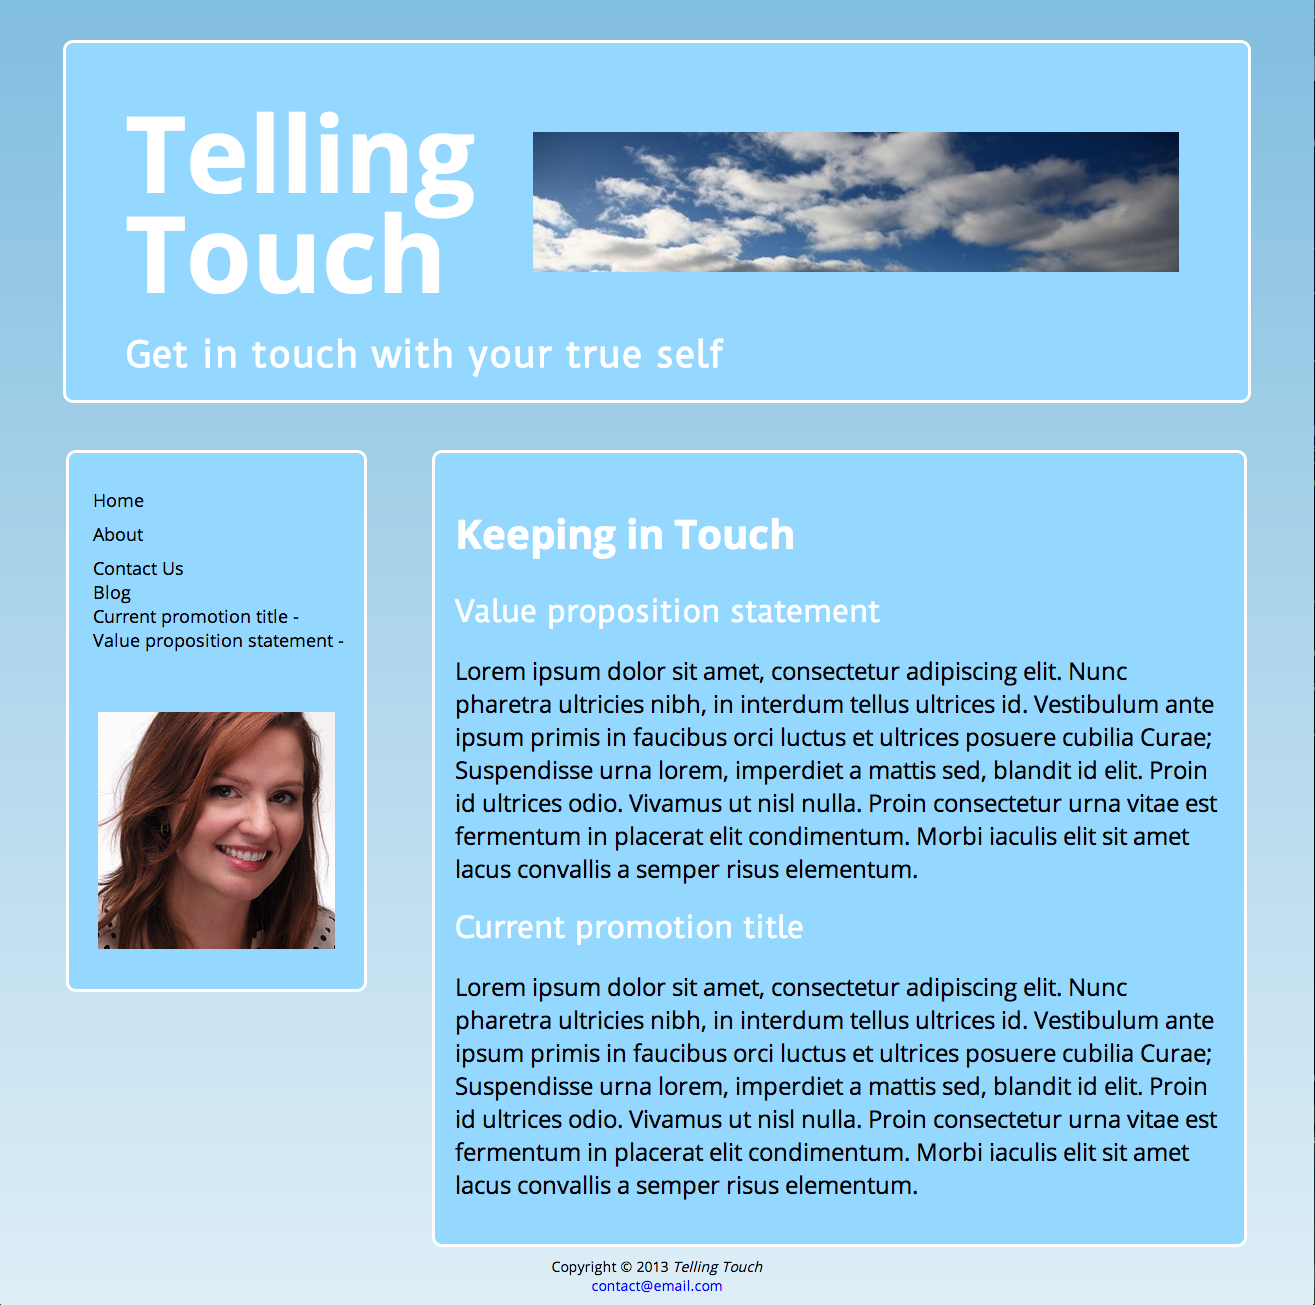 Telling
Touch
Get in touch with your true self
Home
About
Contact Us
Blog
Current promotion title -
Value proposition statement -
Keeping in Touch
Value proposition statement
Lorem ipsum dolor sit amet, consectetur adipiscing elit. Nunc
pharetra ultricies nibh, in interdum tellus ultrices id. Vestibulum ante
ipsum primis in faucibus orci luctus et ultrices posuere cubilia Curae;
Suspendisse urna lorem, imperdiet a mattis sed, blandit id elit. Proin
id ultrices odio. Vivamus ut nisl nulla. Proin consectetur urna vitae est
fermentum in placerat elit condimentum. Morbi iaculis elit sit amet
lacus convallis a semper risus elementum.
Current promotion title
Lorem ipsum dolor sit amet, consectetur adipiscing elit. Nunc
pharetra ultricies nibh, in interdum tellus ultrices id. Vestibulum ante
ipsum primis in faucibus orci luctus et ultrices posuere cubilia Curae;
Suspendisse urna lorem, imperdiet a mattis sed, blandit id elit. Proin
id ultrices odio. Vivamus ut nisl nulla. Proin consectetur urna vitae est
fermentum in placerat elit condimentum. Morbi iaculis elit sit amet
lacus convallis a semper risus elementum.
Copyright © 2013 Telling Touch
contact@email.com